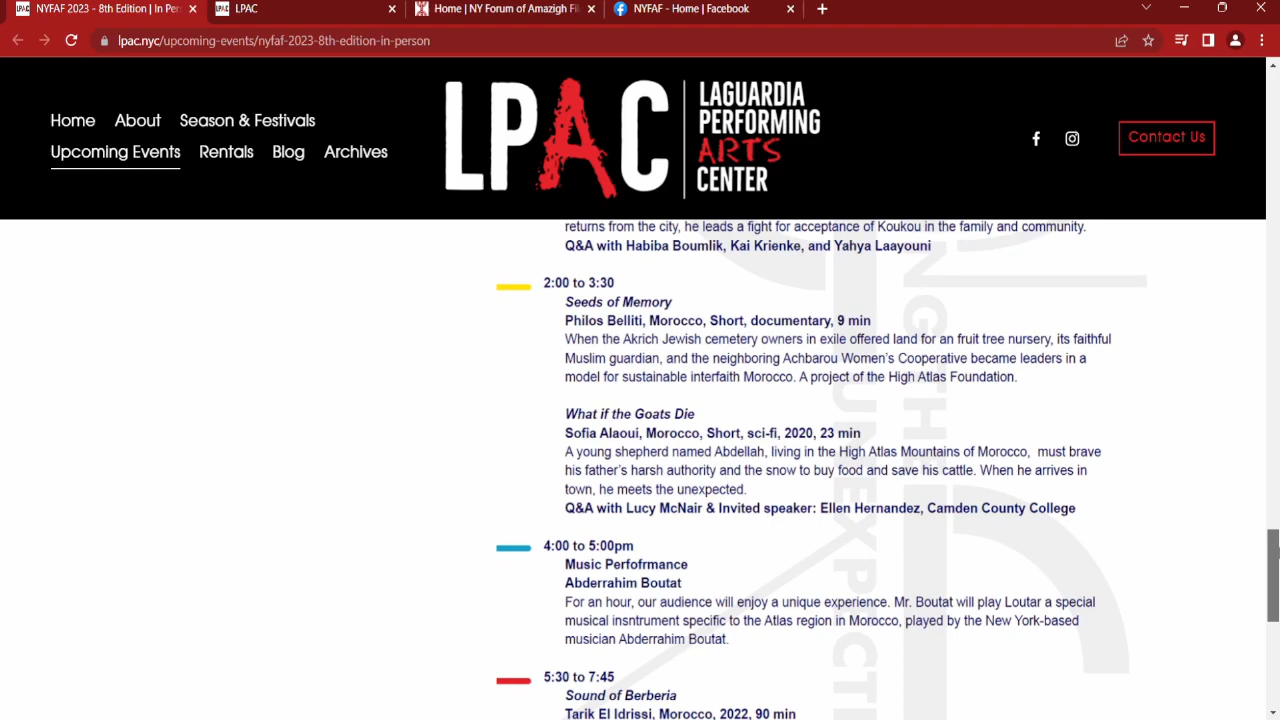 NYFAF 2023 - 8th Edition | In Pers
LPAC
Home | NY Forum of Amazigh Fi
NYFAF - Home | Facebook
lpac.nyc/upcoming-events/nyfaf-2023-8th-edition-in-person
Home About Season & Festivals
Upcoming Events Rentals Blog Archives
LPAC
LAGUARDIA
PERFORMING
ARTS
CENTER
Contact Us
returns from the city, he leads a fight for acceptance of Koukou in the family and community.
Q&A with Habiba Boumlik, Kai Krienke, and Yahya Laayouni
2:00 to 3:30
Seeds of Memory
Philos Belliti, Morocco, Short, documentary, 9 min
When the Akrich Jewish cemetery owners in exile offered land for an fruit tree nursery, its faithful
Muslim guardian, and the neighboring Achbarou Women's Cooperative became leaders in a
model for sustainable interfaith Morocco. A project of the High Atlas Foundation.
What if the Goats Die
Sofia Alaoui, Morocco, Short, sci-fi, 2020, 23 min
A young shepherd named Abdellah, living in the High Atlas Mountains of Morocco, must brave
his father's harsh authority and the snow to buy food and save his cattle. When he arrives in
town, he meets the unexpected.
Q&A with Lucy McNair & Invited speaker: Ellen Hernandez, Camden County College
4:00 to 5:00pm
Music Perfofrmance
Abderrahim Boutat
For an hour, our audience will enjoy a unique experience. Mr. Boutat will play Loutar a special
musical insntrument specific to the Atlas region in Morocco, played by the New York-based
musician Abderrahim Boutat.
5:30 to 7:45
Sound of Berberia
Tarik El Idrissi, Morocco, 2022, 90 min